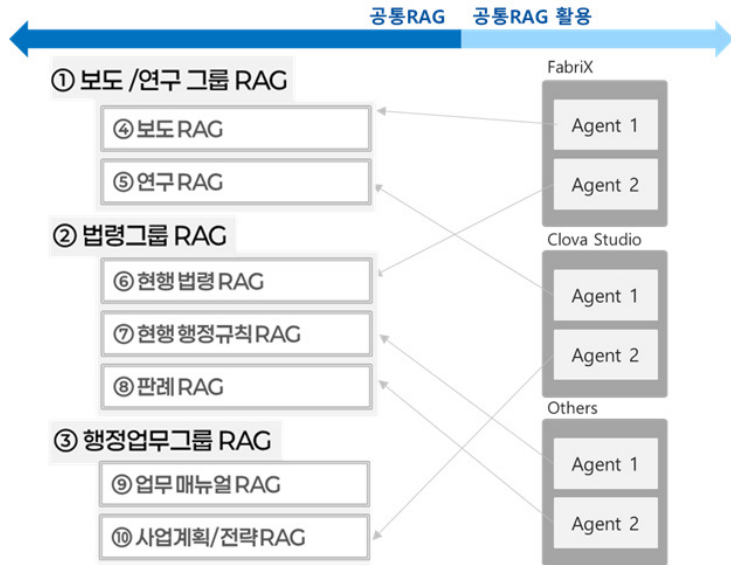 공통RAG 공통RAG 활용
① 보도 /연구 그룹 RAG
④ 보도 RAG
⑤ 연구 RAG
② 법령그룹 RAG
⑥ 현행 법령 RAG
⑦ 현행 행정규칙 RAG
⑧ 판례 RAG
③ 행정업무그룹 RAG
⑨ 업무 매뉴얼 RAG
⑩ 사업계획/전략 RAG
FabriX
Agent 1
Agent 2
Clova Studio
Agent 1
Agent 2
Others
Agent 1
Agent 2